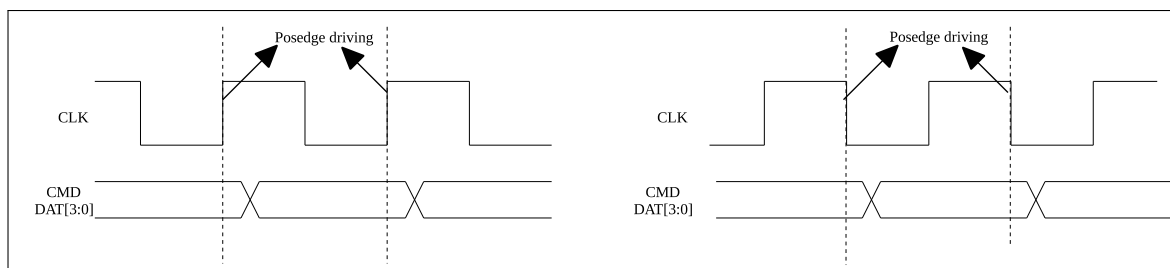 Posedge driving
CLK
CMD
DAT[3:0]
Posedge driving
CLK
CMD
DAT[3:0]